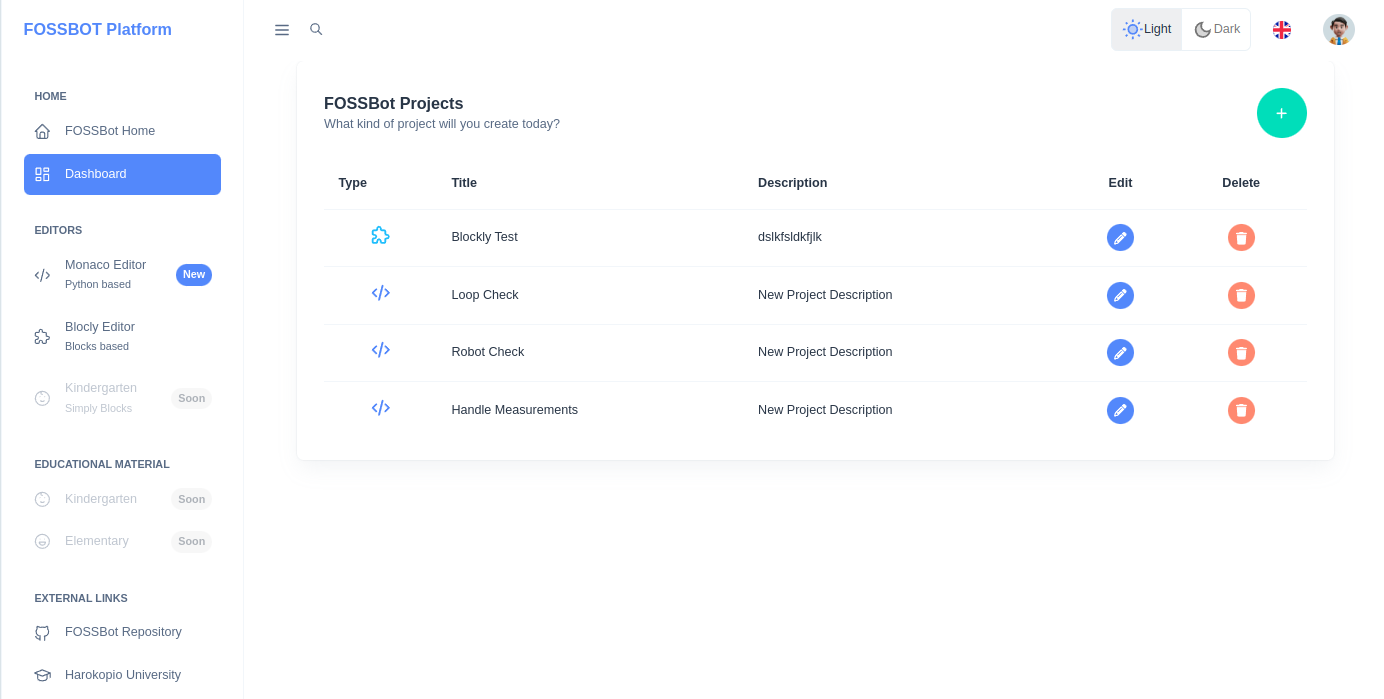 FOSSBOT Platform
Light
Dark
HOME
FOSSBot Home
Dashboard
EDITORS
Monaco Editor
Python based
New
Blocly Editor
Blocks based
Kindergarten
Simply Blocks
Soon
EDUCATIONAL MATERIAL
Kindergarten Soon
Elementary Soon
EXTERNAL LINKS
FOSSBot Repository
Harokopio University
FOSSBot Projects
What kind of project will you create today?
+
Type Title Description Edit Delete
Blockly Test dslkfsldkfjlk
Loop Check New Project Description
Robot Check New Project Description
Handle Measurements New Project Description